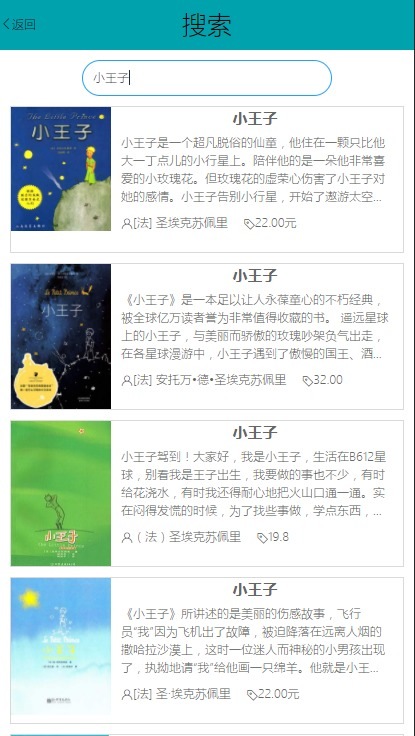 返回
搜索
小王子
The Little Prince
小王子
小王子
小王子是一个超凡脱俗的仙童，他住在一颗只比他
大一丁点儿的小行星上。陪伴他的是一朵他非常喜
爱的小玫瑰花。但玫瑰花的虚荣心伤害了小王子对
她的感情。小王子告别小行星，开始了遨游太空...
[法] 圣埃克苏佩里
22.00元
Le Petit Prince
小王子
小王子
《小王子》是一本足以让人永葆童心的不朽经典，
被全球亿万读者誉为非常值得收藏的书。 遥远星球
上的小王子，与美丽而骄傲的玫瑰吵架负气出走，
在各星球漫游中，小王子遇到了傲慢的国王、酒...
[法] 安托万•德•圣埃克苏佩里
32.00
小王子
小王子
小王子驾到！大家好，我是小王子，生活在B612星
球，别看我是王子出生，我要做的事也不少，有时
给花浇水，有时我还得耐心地把火山口通一通。实
在闷得发慌的时候，为了找些事做，学点东西，...
（ 法 ）圣埃克苏佩里
19.8
Le Petit Prince
小王子
小王子
《小王子》所讲述的是美丽的伤感故事，飞行
员“我”因为飞机出了故障，被迫降落在远离人烟的
撒哈拉沙漠上，这时一位迷人而神秘的小男孩出现
了，执拗地请“我”给他画一只绵羊。他就是小王...
[法] 圣·埃克苏佩里
22.00元